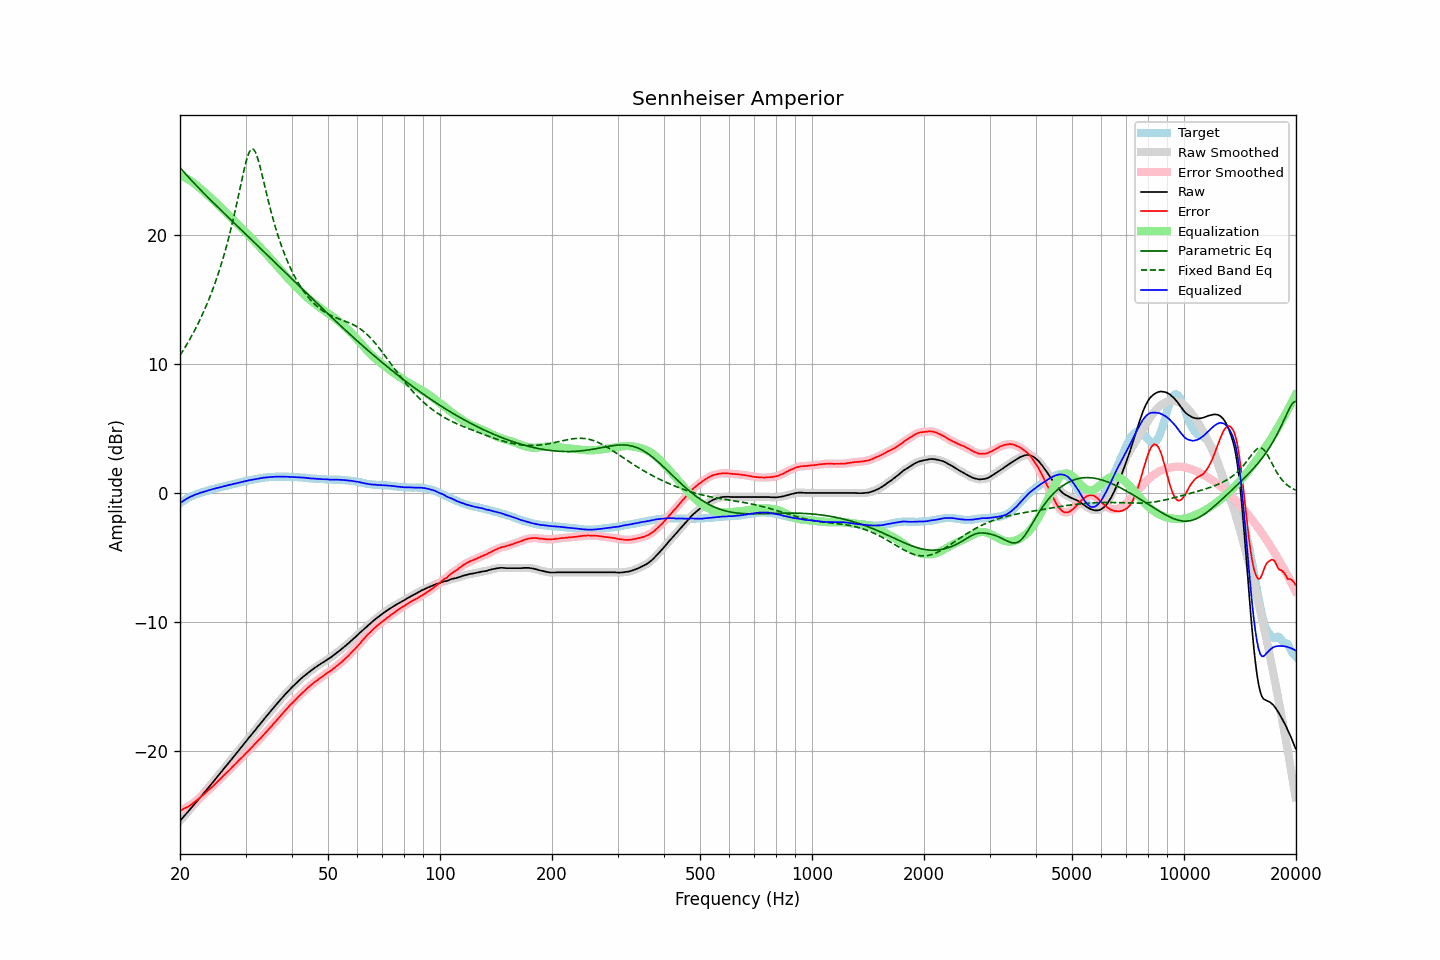 Sennheiser Amperior
Target
Raw Smoothed
Error Smoothed
Raw
Error
Equalization
Parametric Eq
Fixed Band Eq
Equalized
Amplitude (dBr)
20
10
0
−10
−20
20
50
100
200
500
1000
2000
5000
10000
20000
Frequency (Hz)